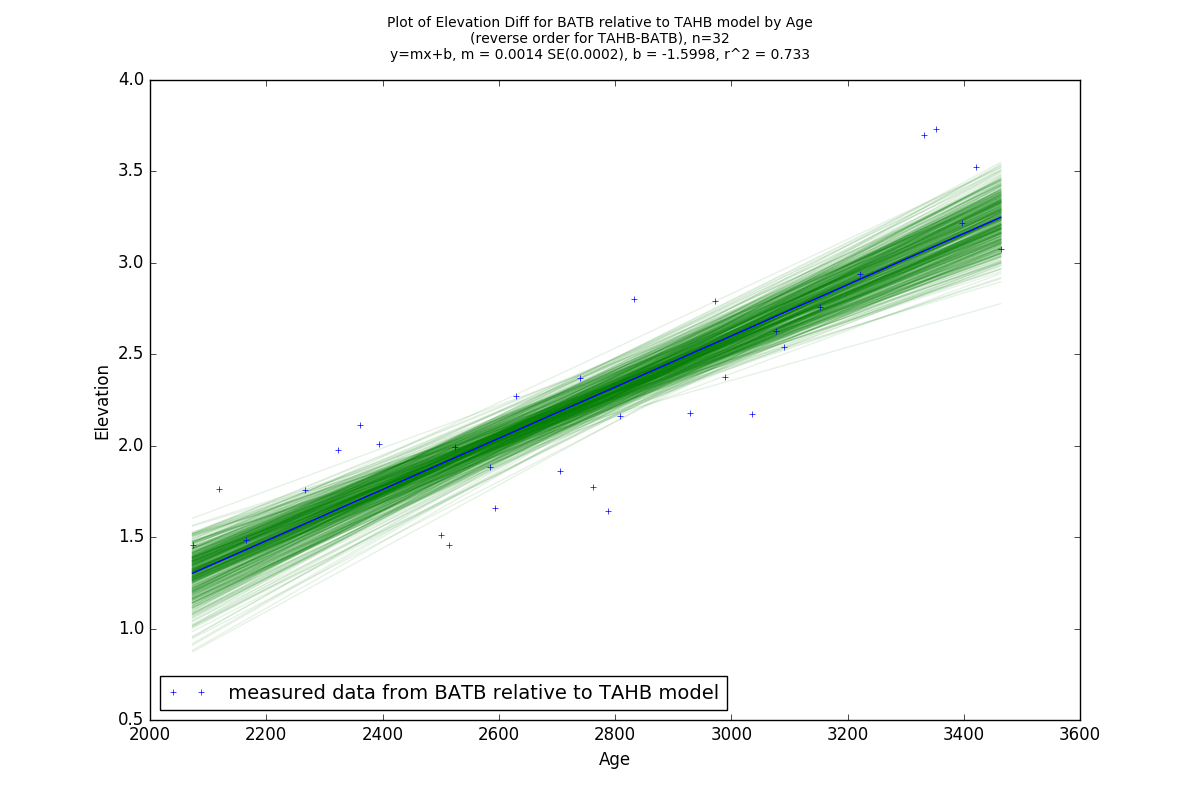 Plot of Elevation Diff for BATB relative to TAHB model by Age
(reverse order for TAHB-BATB), n=32
y=mx+b, m = 0.0014 SE(0.0002), b = -1.5998, r^2 = 0.733
4.0
3.5
3.0
2.5
2.0
1.5
1.0
0.5
Elevation
measured data from BATB relative to TAHB model
2000 2200 2400 2600 2800 3000 3200 3400 3600
Age